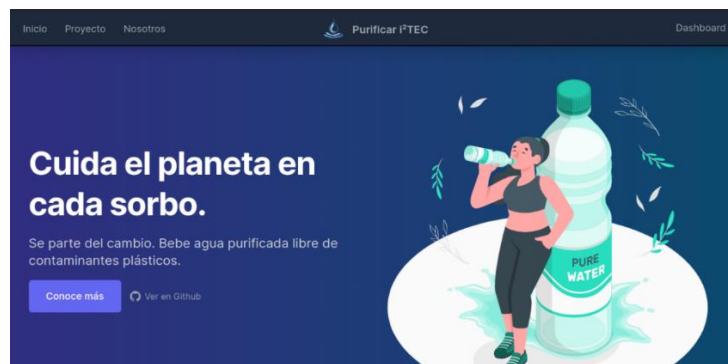 Inicio Proyecto Nosotros Purificar i²TEC Dashboard
Cuida el planeta en
cada sorbo.
Se parte del cambio. Bebe agua purificada libre de
contaminantes plásticos.
Conoce más Ver en Github
PURE
WATER